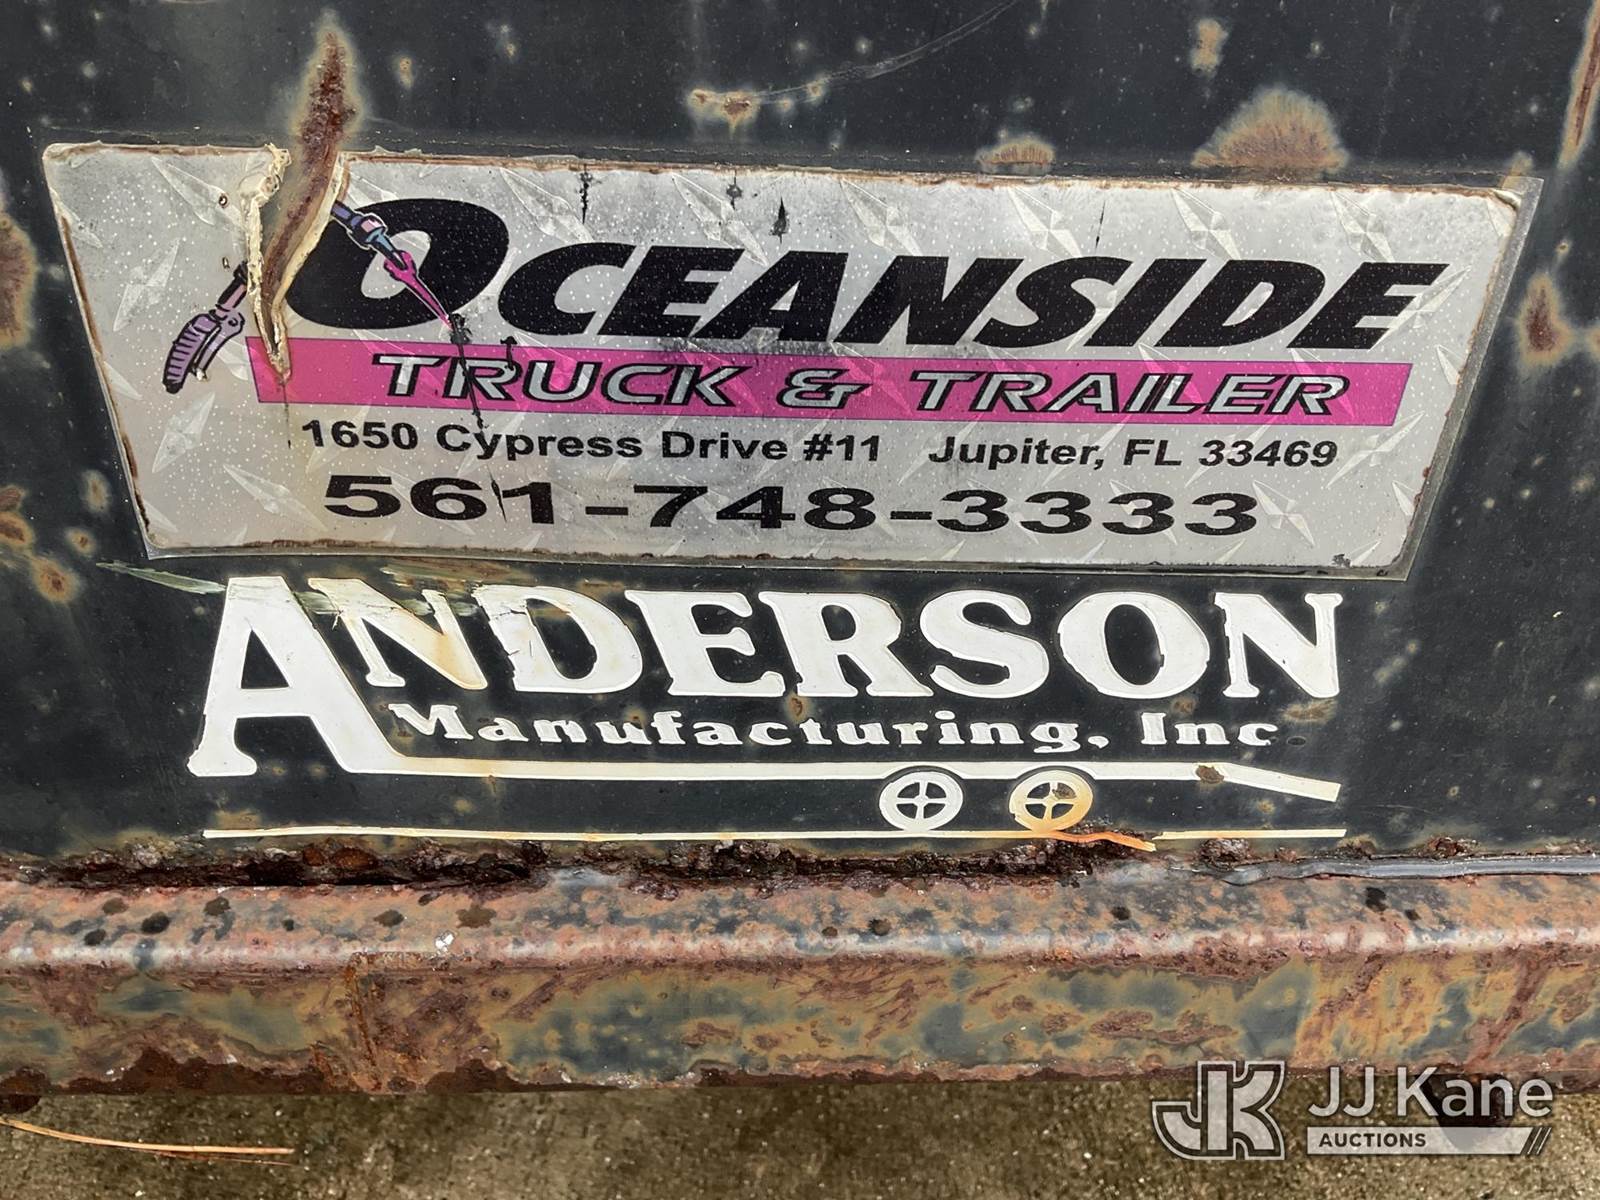 OCEANSIDE
TRUCK & TRAILER
1650 Cypress Drive #11 Jupiter, FL 33469
561-748-3333
ANDERSON
Manufacturing, Inc
JK JJ Kane
AUCTIONS